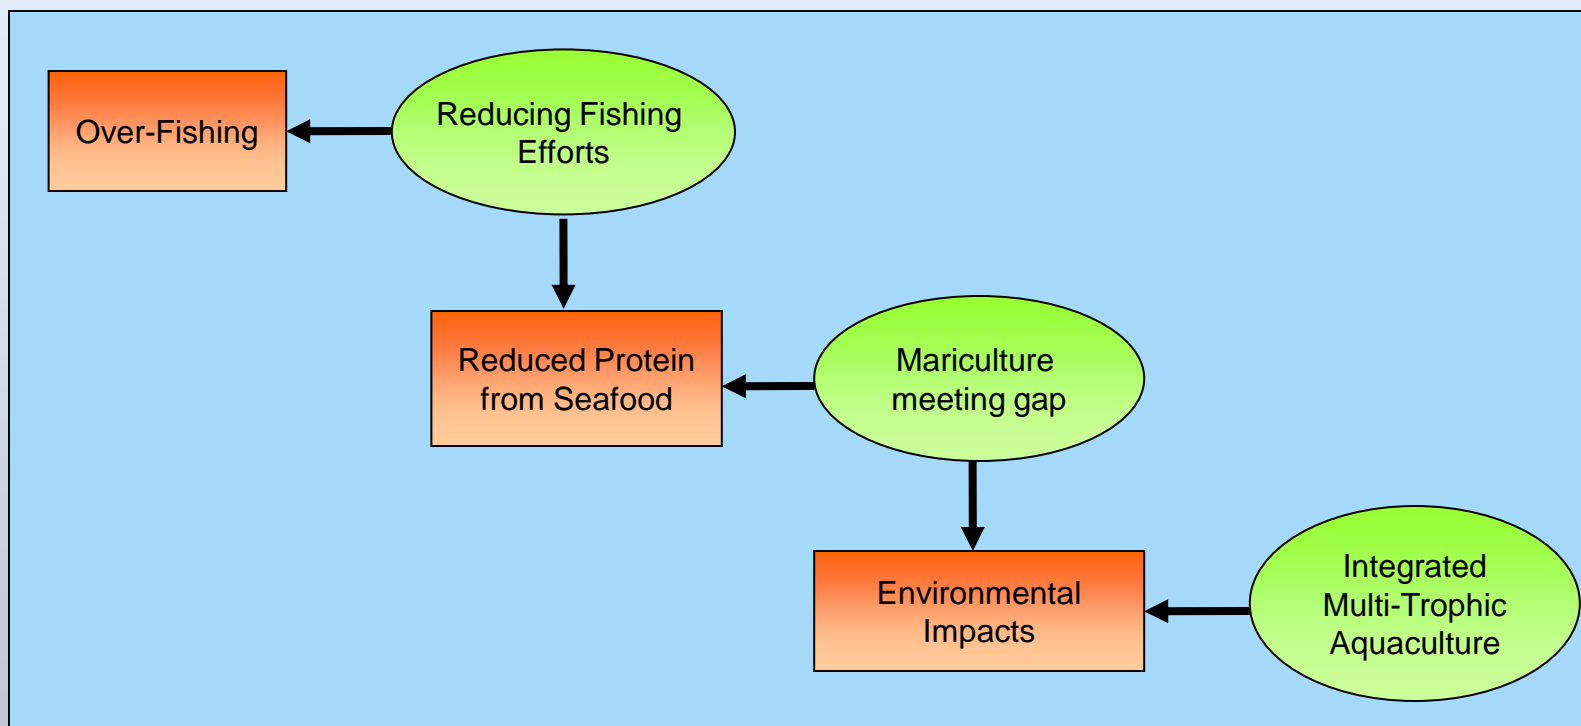 Over-Fishing
Reducing Fishing
Efforts
Reduced Protein
from Seafood
Mariculture
meeting gap
Environmental
Impacts
Integrated
Multi-Trophic
Aquaculture